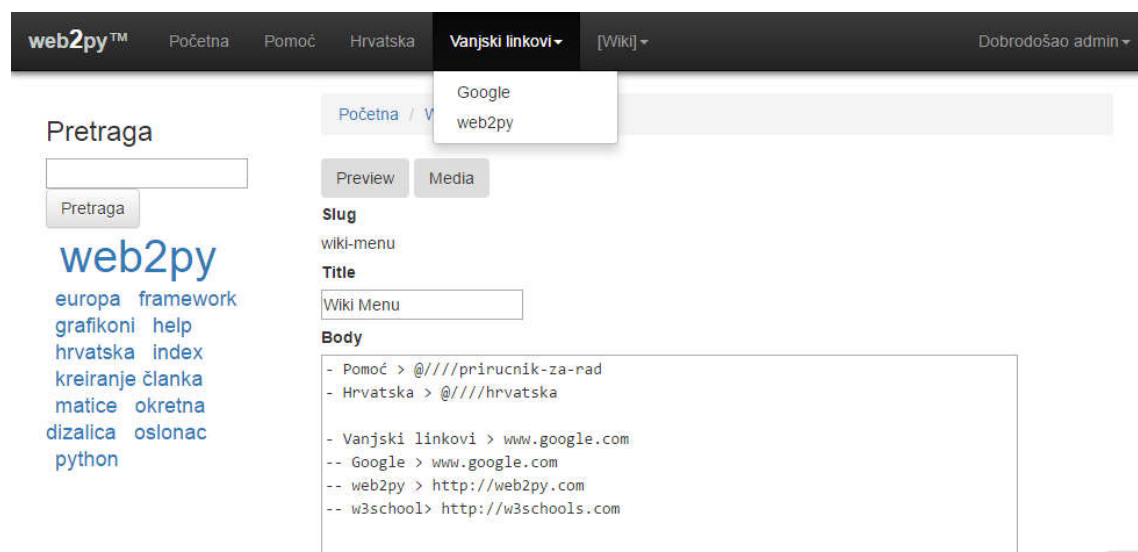 web2py™ Početna Pomoć Hrvatska Vanjski linkovi [Wiki] Dobrodošao admin
Google
web2py
Početna /
Pretraga
Pretraga
web2py
europa framework
grafikoni help
hrvatska index
kreiranje članka
matice okretna
dizalica oslonac
python
Preview Media
Slug
wiki-menu
Title
Wiki Menu
Body
- Pomoć > @////prirucnik-za-rad
- Hrvatska > @////hrvatska
- Vanjski linkovi > www.google.com
-- Google > www.google.com
-- web2py > http://web2py.com
-- w3school> http://w3schools.com